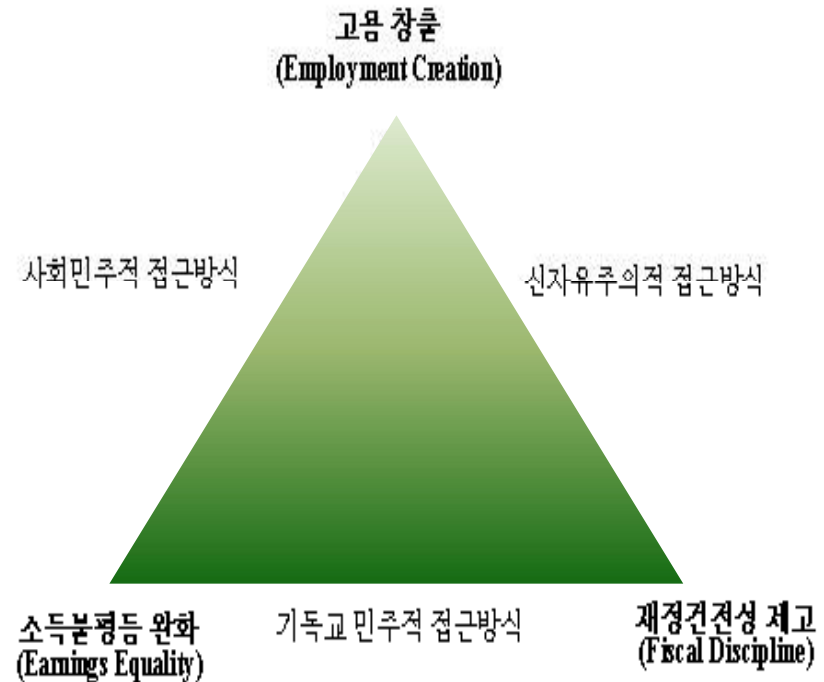 고용 창출
(Employment Creation)
사회민주적 접근방식
신자유주의적 접근방식
소득불평등 완화
(Earnings Equality)
기독교 민주적 접근방식
재정건전성 제고
(Fiscal Discipline)